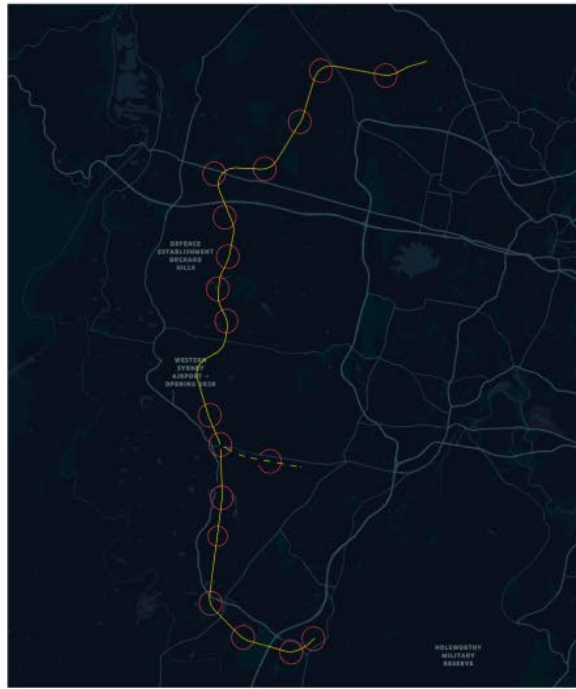 DEFENCE
ESTABLISHMENT
ORCHARD
HILLS
WESTERN
SYDNEY
AIRPORT -
OPENING 2026
HOLSWORTHY
MILITARY
RESERVE